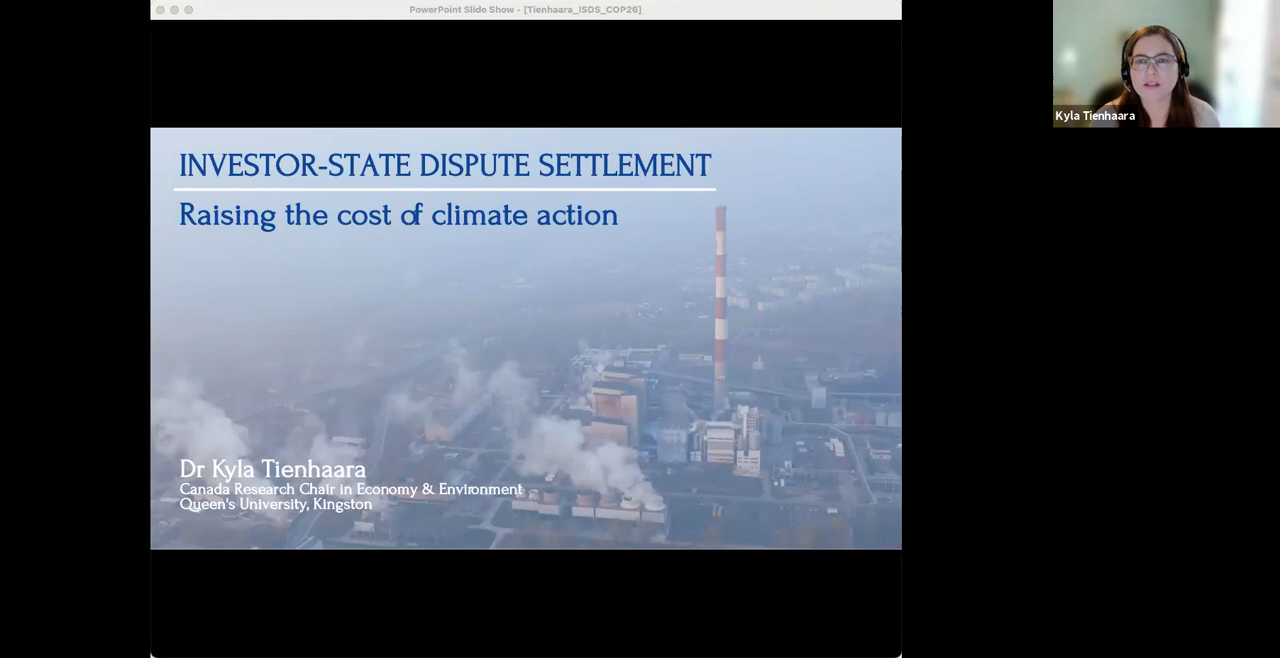 PowerPoint Slide Show - [Tienhaara_ISDS_COP26]
INVESTOR-STATE DISPUTE SETTLEMENT
Raising the cost of climate action
Dr Kyla Tienhaara
Canada Research Chair in Economy & Environment
Queen's University, Kingston
Kyla Tienhaara